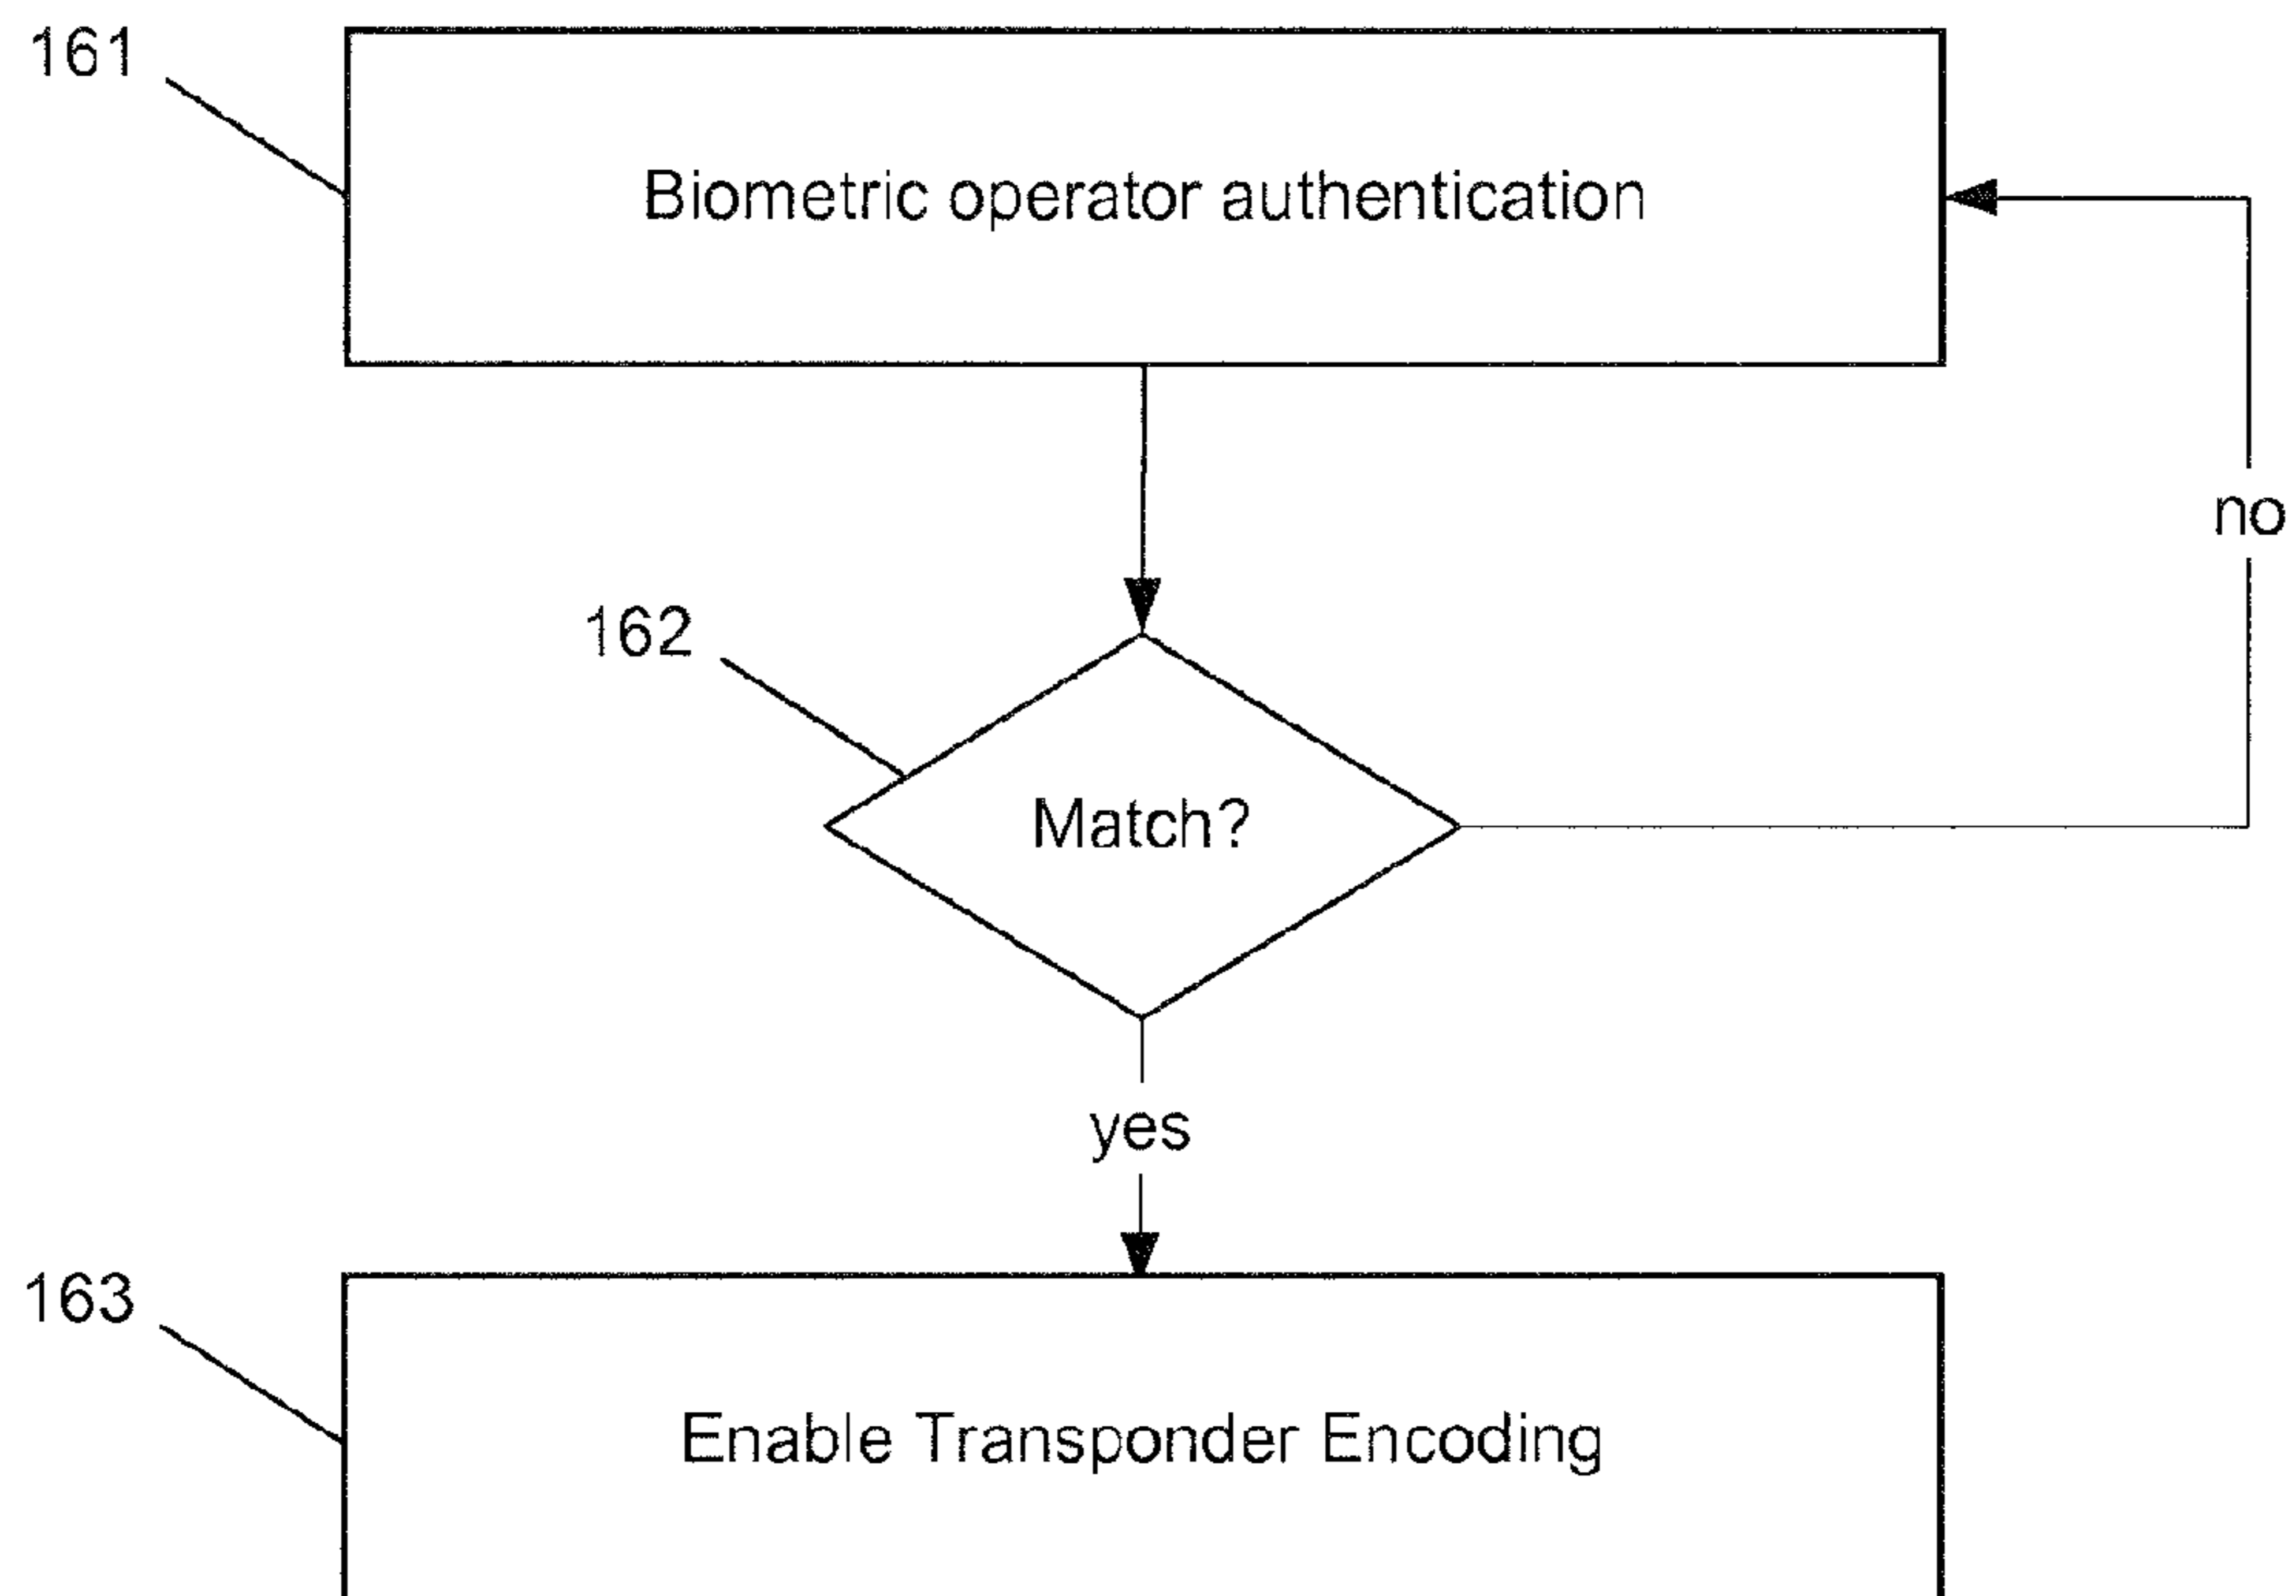 161
Biometric operator authentication
no
162
Match?
yes
163
Enable Transponder Encoding